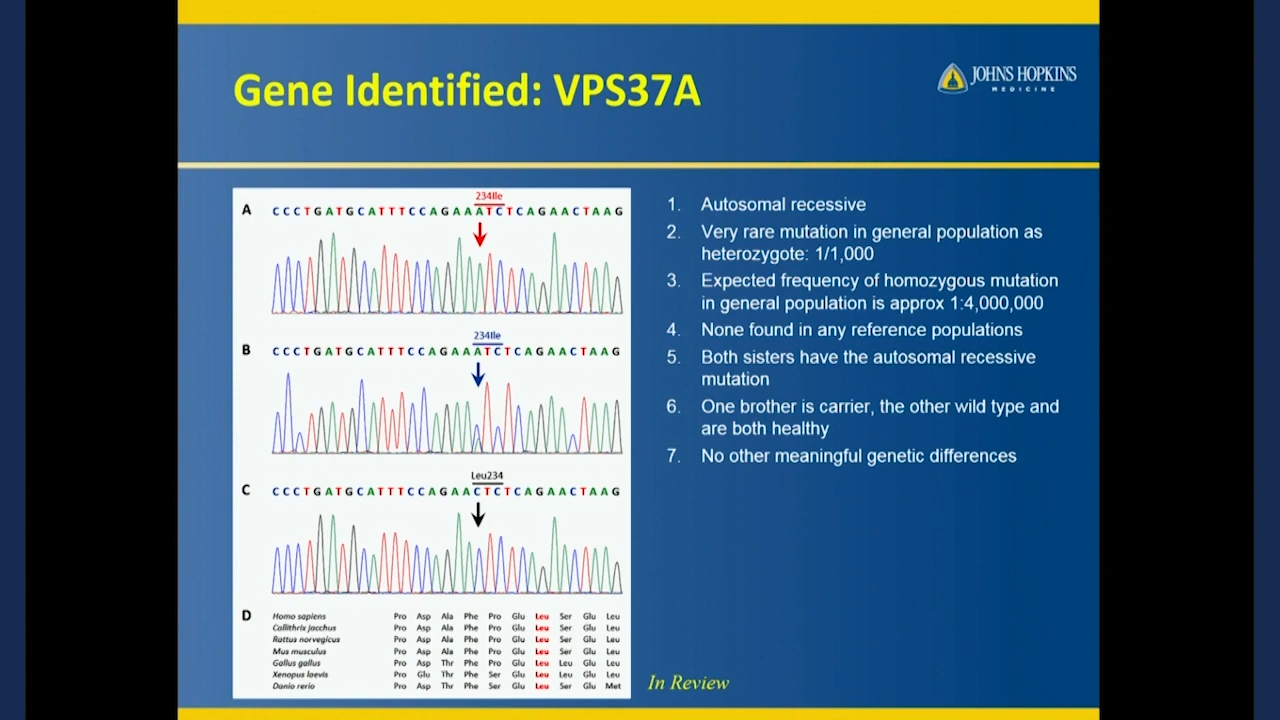 Gene Identified: VPS37A
JOHNS HOPKINS
MEDICINE
234Ile
A CCCTGATGCATTTCCAGAAATCTCAGAACTAAG
234Ile
B CCCTGATGCATTTCCAGAAATCTCAGAACTAAG
Leu234
C CCCTGATGCATTTCCAGAACTCTCAGAACTAAG
D Homo sapiens Pro Asp Ala Phe Pro Glu Leu Ser Glu Leu
Callithrix jacchus Pro Asp Ala Phe Pro Glu Leu Ser Glu Leu
Rattus norvegicus Pro Asp Ala Phe Pro Glu Leu Ser Glu Leu
Mus musculus Pro Asp Ala Phe Pro Glu Leu Ser Glu Leu
Gallus gallus Pro Asp Thr Phe Pro Glu Leu Leu Glu Leu
Xenopus laevis Pro Glu Thr Phe Ser Glu Leu Leu Glu Leu
Danio rerio Pro Asp Thr Phe Ser Glu Leu Ser Glu Met
1. Autosomal recessive
2. Very rare mutation in general population as
heterozygote: 1/1,000
3. Expected frequency of homozygous mutation
in general population is approx 1:4,000,000
4. None found in any reference populations
5. Both sisters have the autosomal recessive
mutation
6. One brother is carrier, the other wild type and
are both healthy
7. No other meaningful genetic differences
In Review